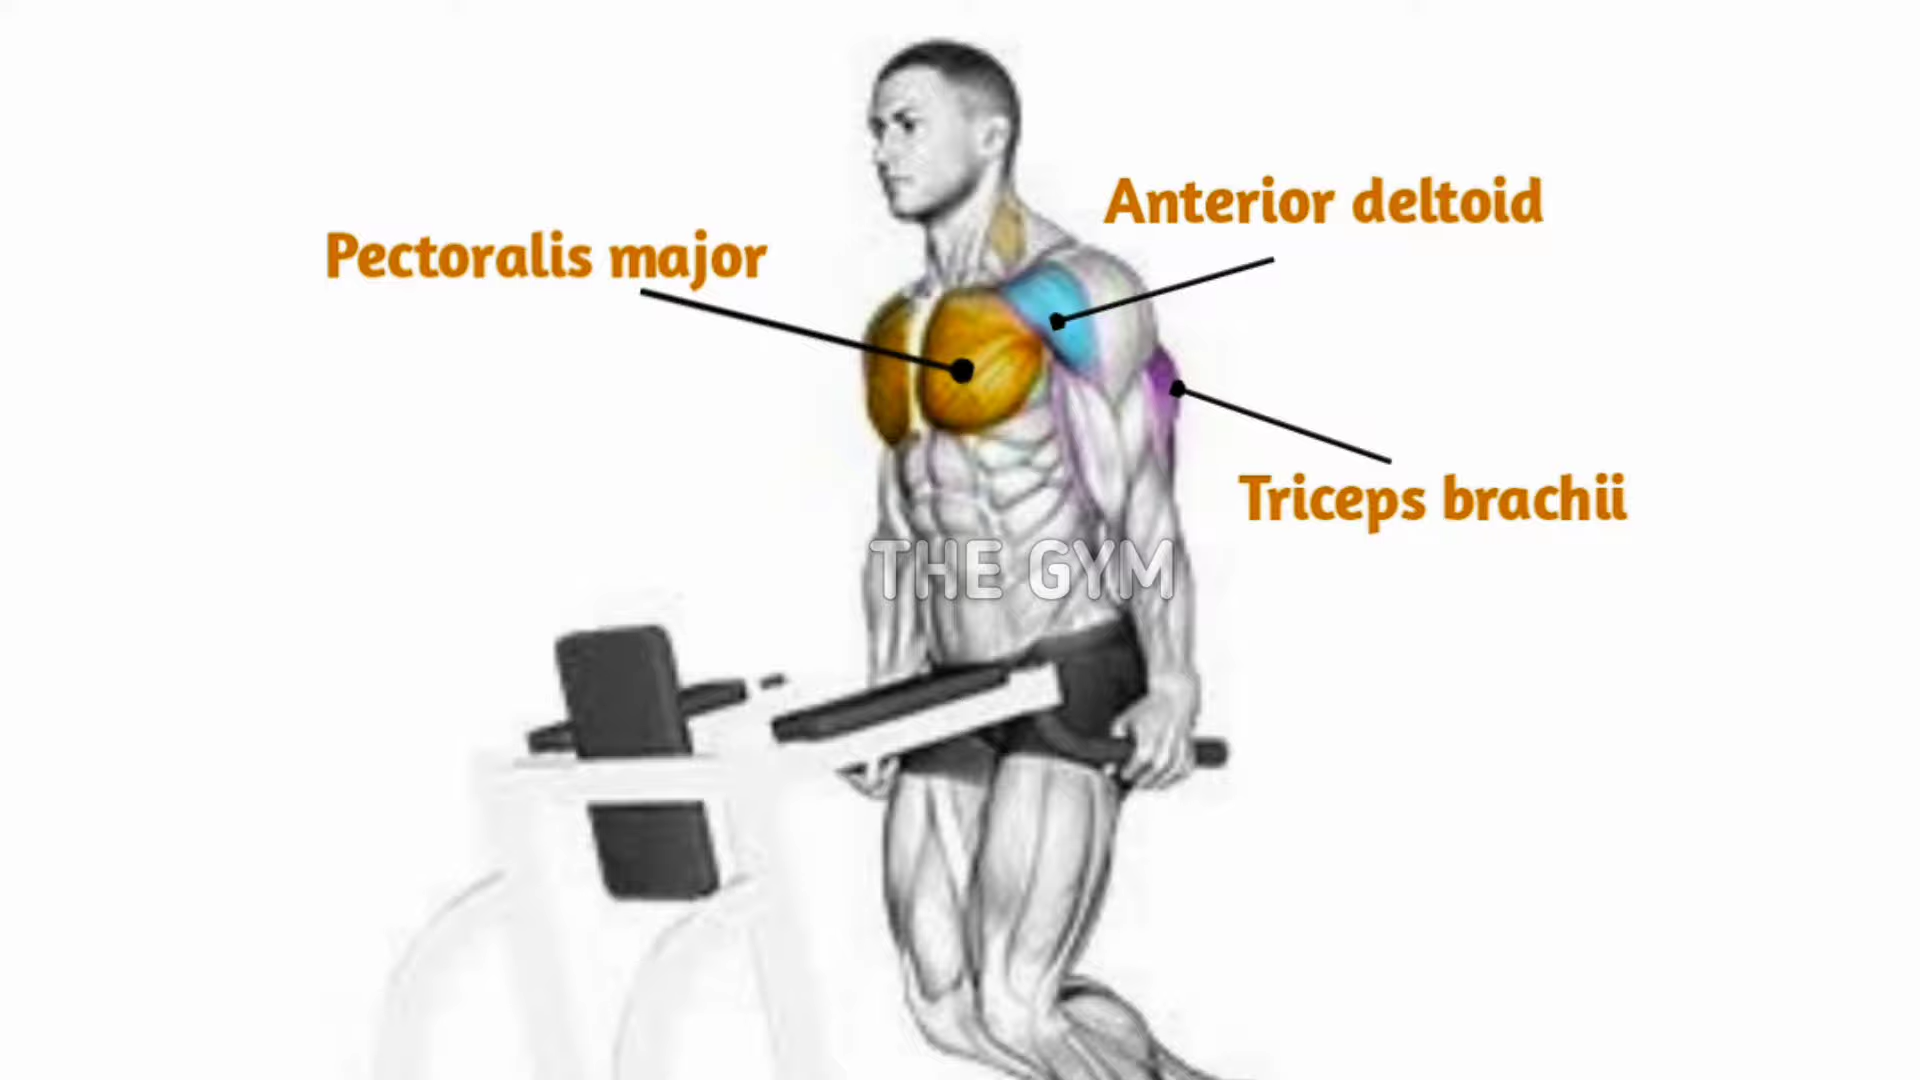 Anterior deltoid
Pectoralis major
Triceps brachii
THE GYM